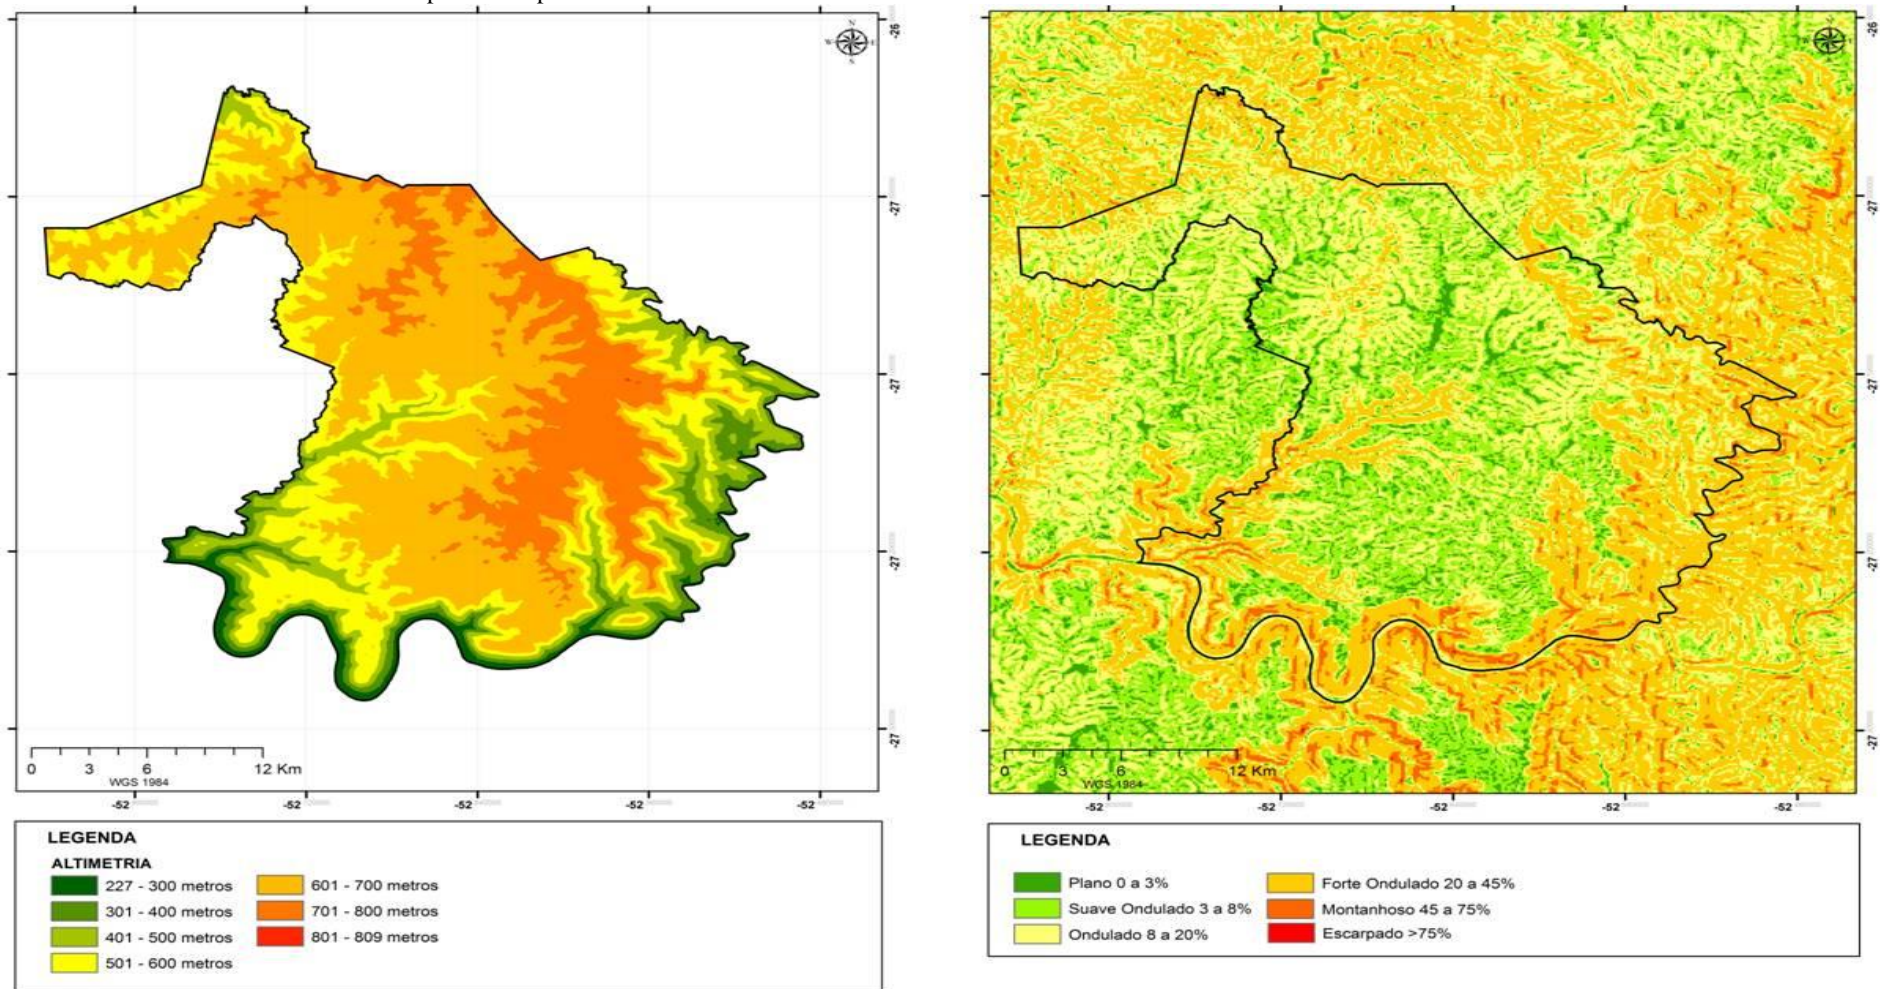 -26
-27
-27
-27
-27
0 3 6 12 Km
WGS 1984
-52 -52 -52 -52 -52
LEGENDA
ALTIMETRIA
227 - 300 metros
301 - 400 metros
401 - 500 metros
501 - 600 metros
601 - 700 metros
701 - 800 metros
801 - 809 metros
-26
-27
-27
-27
-27
0 3 6 12 Km
WGS 1984
-52 -52 -52 -52 -52
LEGENDA
Plano 0 a 3%
Suave Ondulado 3 a 8%
Ondulado 8 a 20%
Forte Ondulado 20 a 45%
Montanhoso 45 a 75%
Escarpado >75%